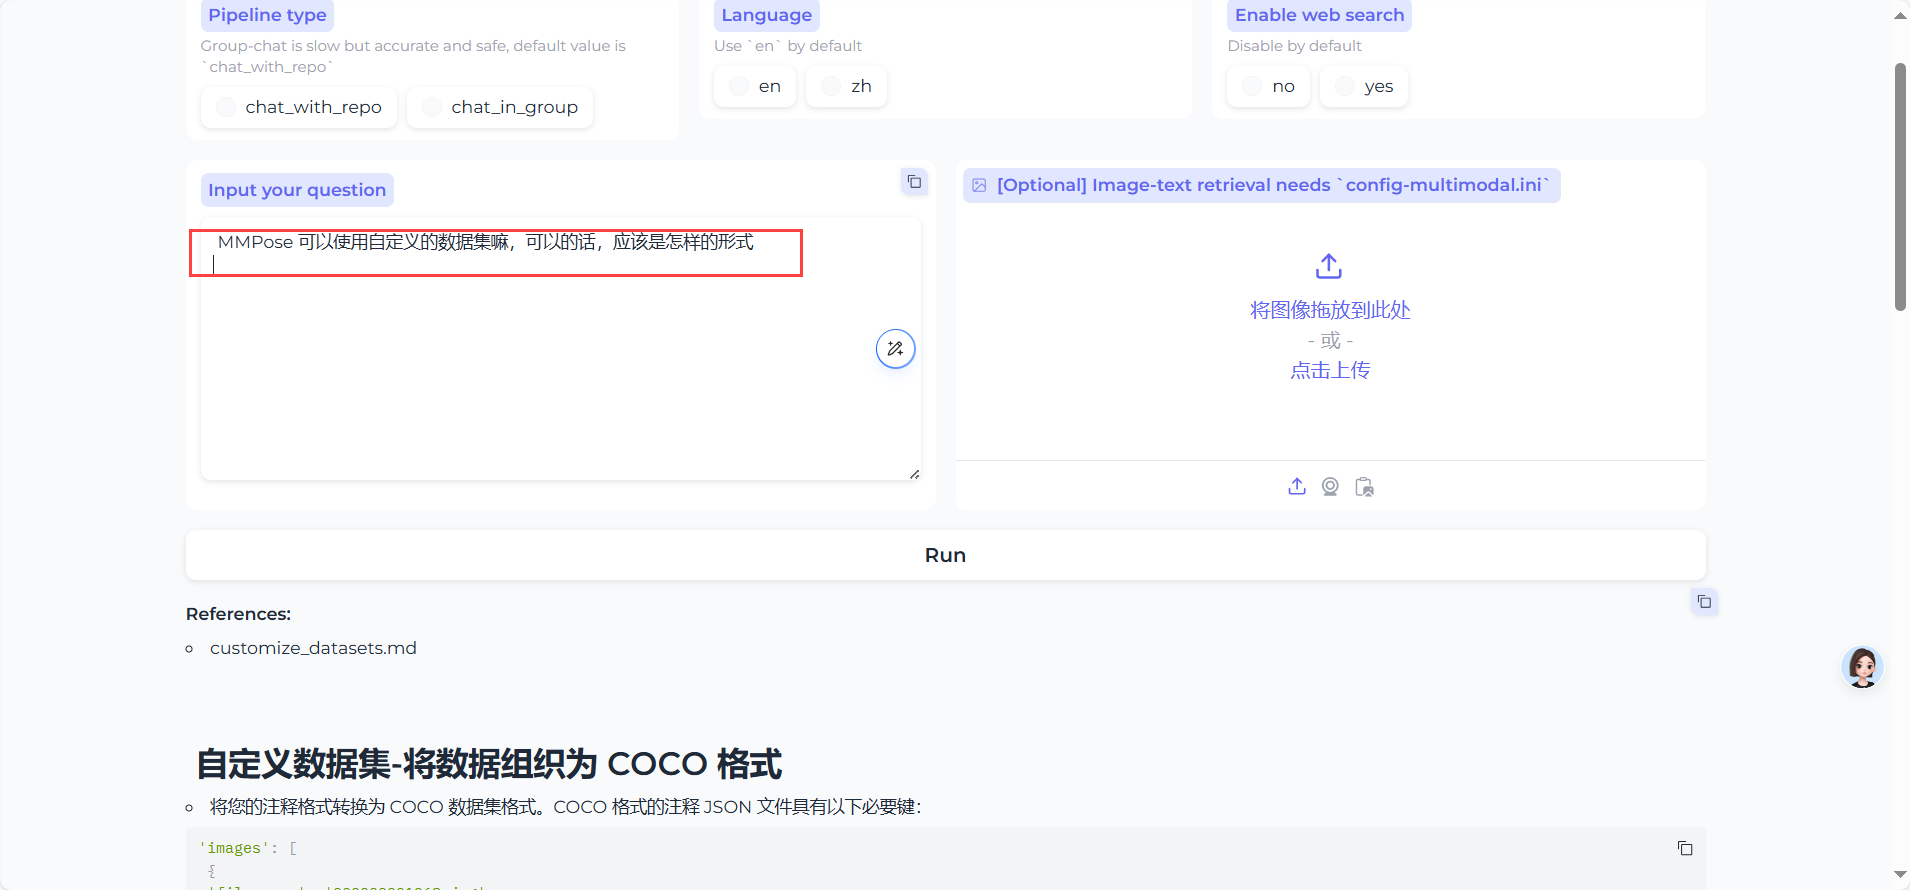 Pipeline type
Group-chat is slow but accurate and safe, default value is
`chat_with_repo`
chat_with_repo
chat_in_group
Language
Use `en` by default
en
zh
Enable web search
Disable by default
no
yes
Input your question
MMPose 可以使用自定义的数据集嘛，可以的话，应该是怎样的形式
[Optional] Image-text retrieval needs `config-multimodal.ini`
将图像拖放到此处
- 或 -
点击上传
Run
References:
customize_datasets.md
自定义数据集-将数据组织为 COCO 格式
将您的注释格式转换为 COCO 数据集格式。COCO 格式的注释 JSON 文件具有以下必要键：
'images': [
{